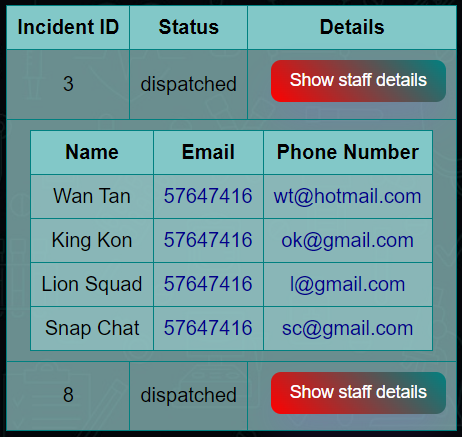 Incident ID Status Details
3 dispatched Show staff details
Name Email Phone Number
Wan Tan 57647416 wt@hotmail.com
King Kon 57647416 ok@gmail.com
Lion Squad 57647416 l@gmail.com
Snap Chat 57647416 sc@gmail.com
8 dispatched Show staff details